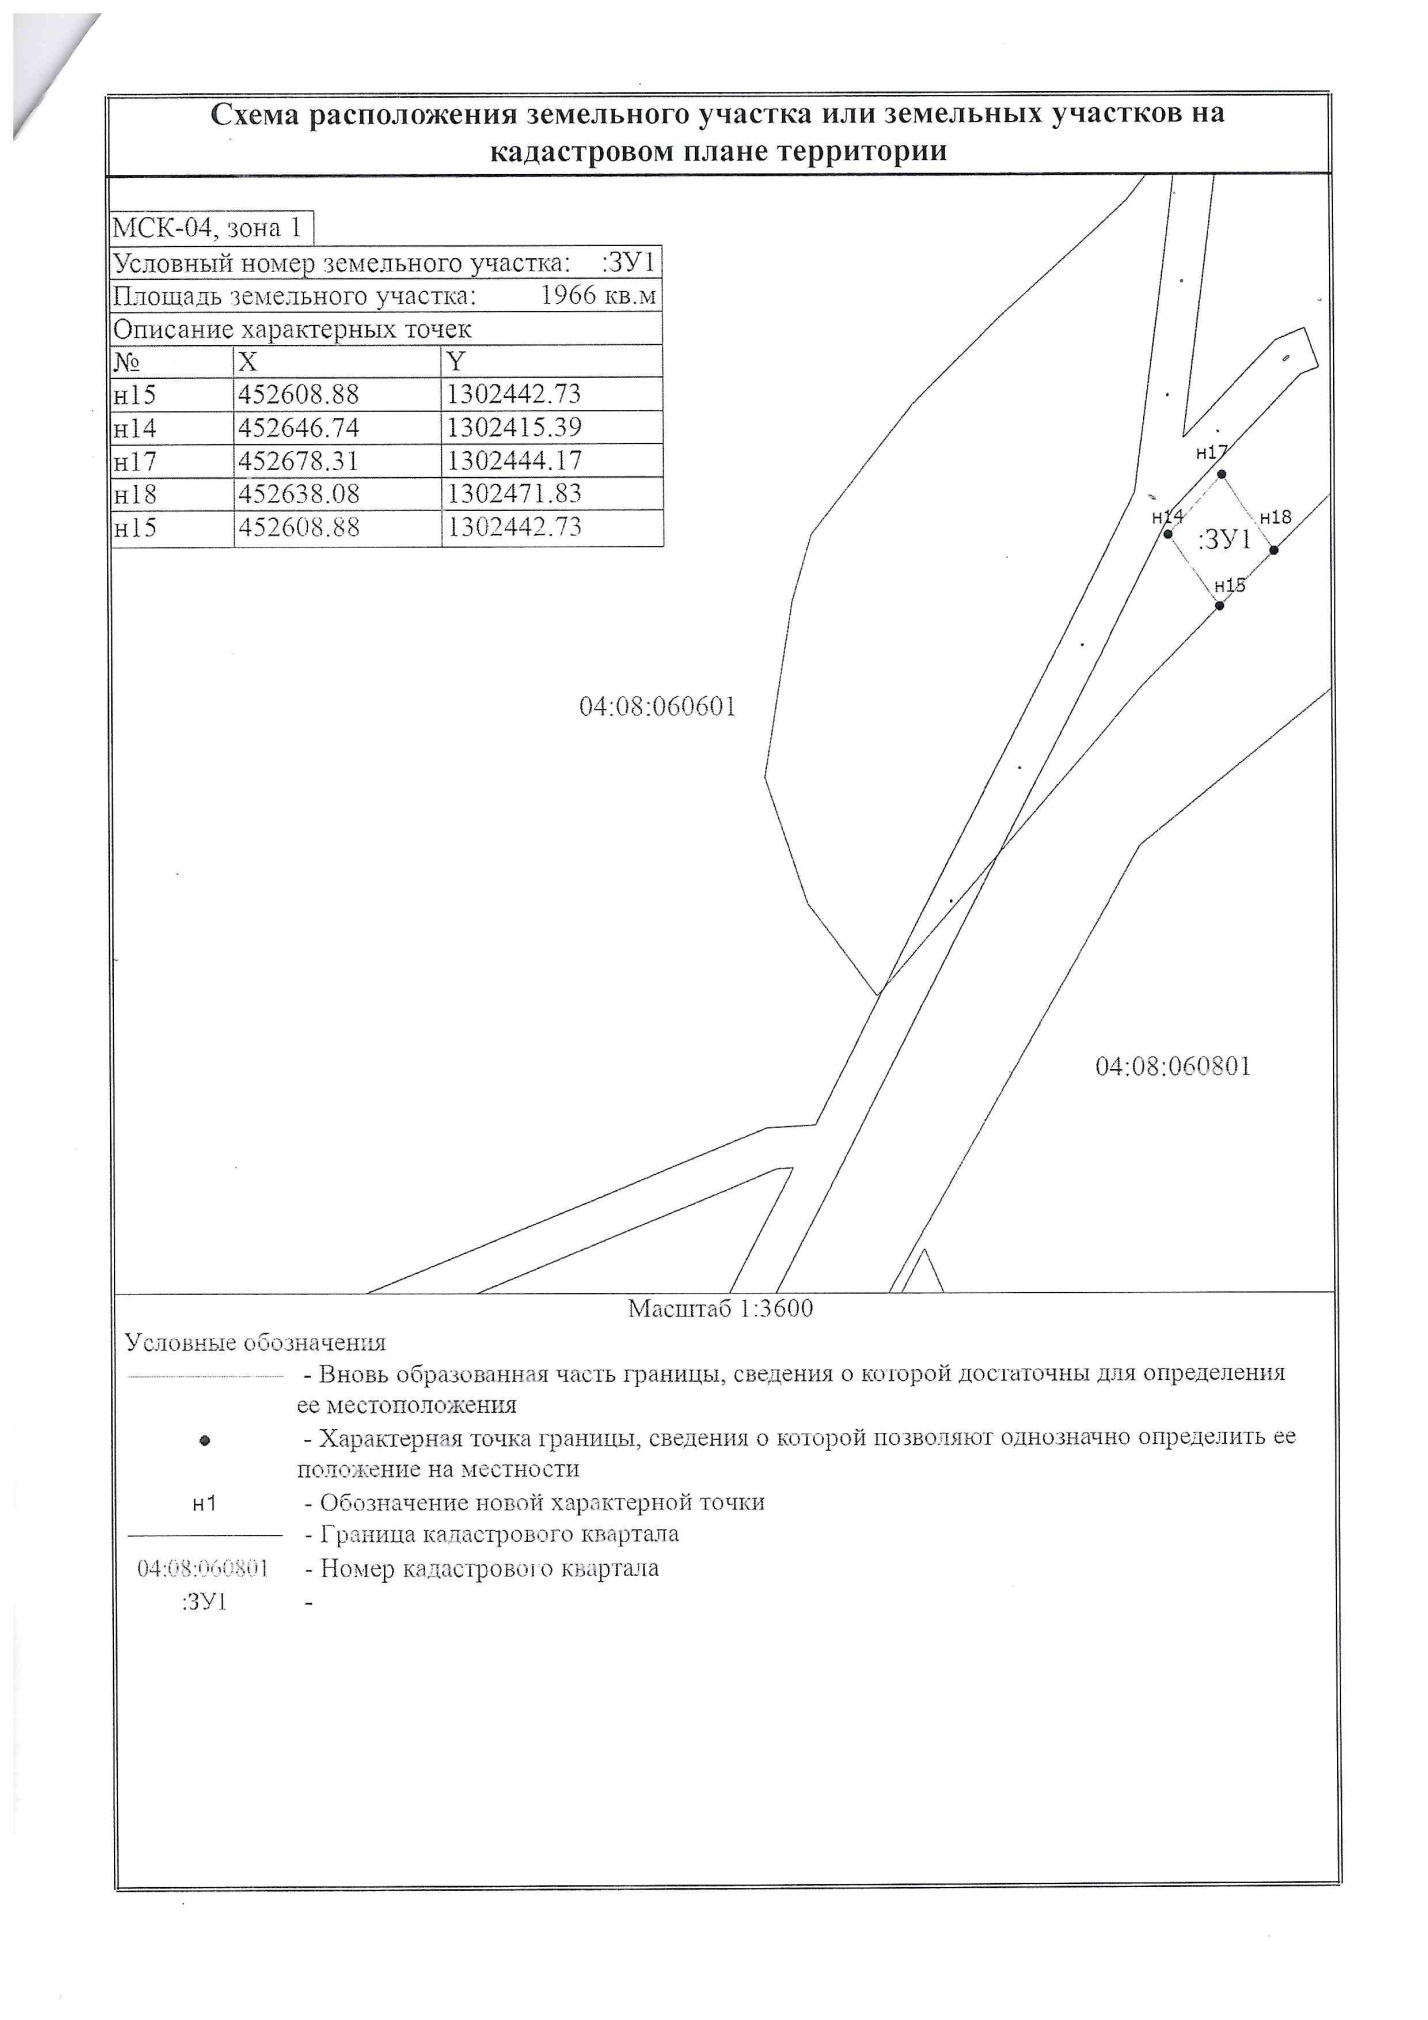 Схема расположения земельного участка или земельных участков на
кадастровом плане территории
МСК-04, зона 1
Условный номер земельного участка: :ЗУ1
Площадь земельного участка: 1966 кв.м
Описание характерных точек
№ X Y
н15 452608.88 1302442.73
н14 452646.74 1302415.39
н17 452678.31 1302444.17
н18 452638.08 1302471.83
н15 452608.88 1302442.73
н17
н14
н18
:ЗУ1
н15
04:08:060601
04:08:060801
Масштаб 1:3600
Условные обозначения
- Вновь образованная часть границы, сведения о которой достаточны для определения
ее местоположения
- Характерная точка границы, сведения о которой позволяют однозначно определить ее
положение на местности
н1 - Обозначение новой характерной точки
- Граница кадастрового квартала
04:08:060801 - Номер кадастрового квартала
:ЗУ1 -